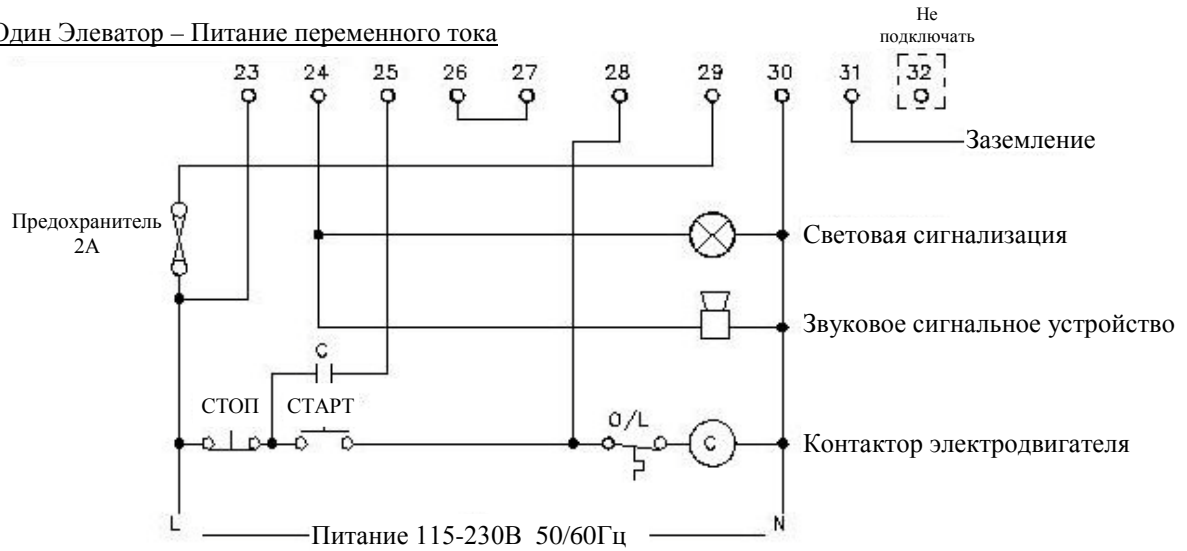 Не
подключать
Один Элеватор – Питание переменного тока
23 24 25 26 27 28 29 30 31 32
Заземление
Предохранитель
2А
Световая сигнализация
Звуковое сигнальное устройство
C
СТОП СТАРТ
O/L
C
Контактор электродвигателя
L
Питание 115-230В 50/60Гц
N